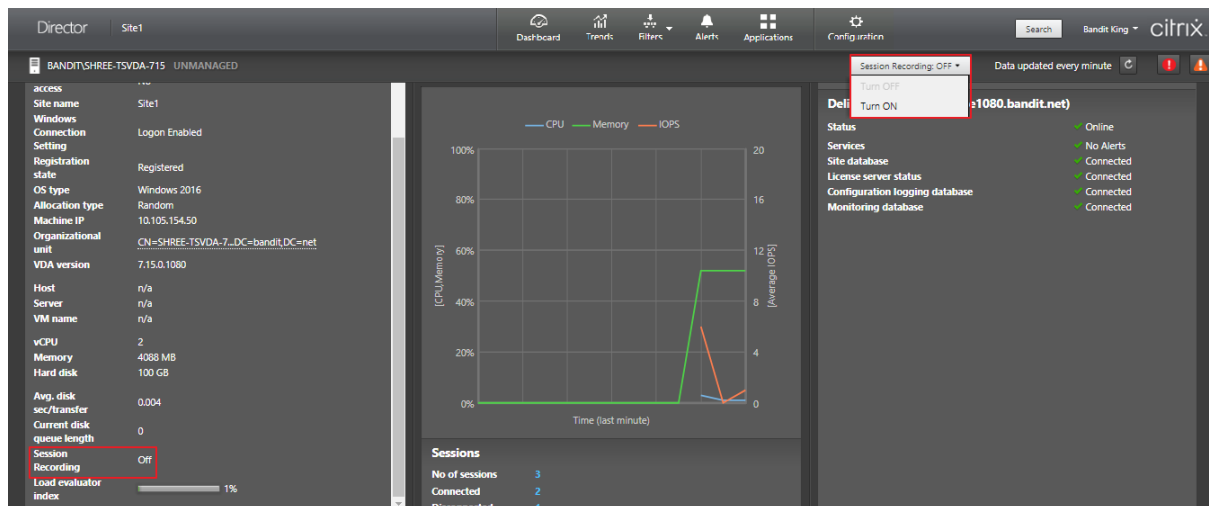 Director Site1 Dashboard Trends Filters Alerts Applications Configuration Search Bandit King citrix
BANDIT\SHREE-TSVDA-715 UNMANAGED Session Recording: OFF Data updated every minute
Turn OFF
Turn ON
access
Site name Site1
Windows
Connection Logon Enabled
Setting
Registration
state Registered
OS type Windows 2016
Allocation type Random
Machine IP 10.105.154.50
Organizational
unit CN=SHREE-TSVDA-7...DC=bandit,DC=net
VDA version 7.15.0.1080
Host n/a
Server n/a
VM name n/a
vCPU 2
Memory 4088 MB
Hard disk 100 GB
Avg. disk
sec/transfer 0.004
Current disk
queue length 0
Session
Recording Off
Load evaluator
index 1%
CPU Memory IOPS
100% 20
80% 16
60% 12
40% 8
20% 4
0% 0
[CPU,Memory]
[Average IOPS]
Time (last minute)
Sessions
No of sessions 3
Connected 2
Deli e1080.bandit.net)
Status Online
Services No Alerts
Site database Connected
License server status Connected
Configuration logging database Connected
Monitoring database Connected